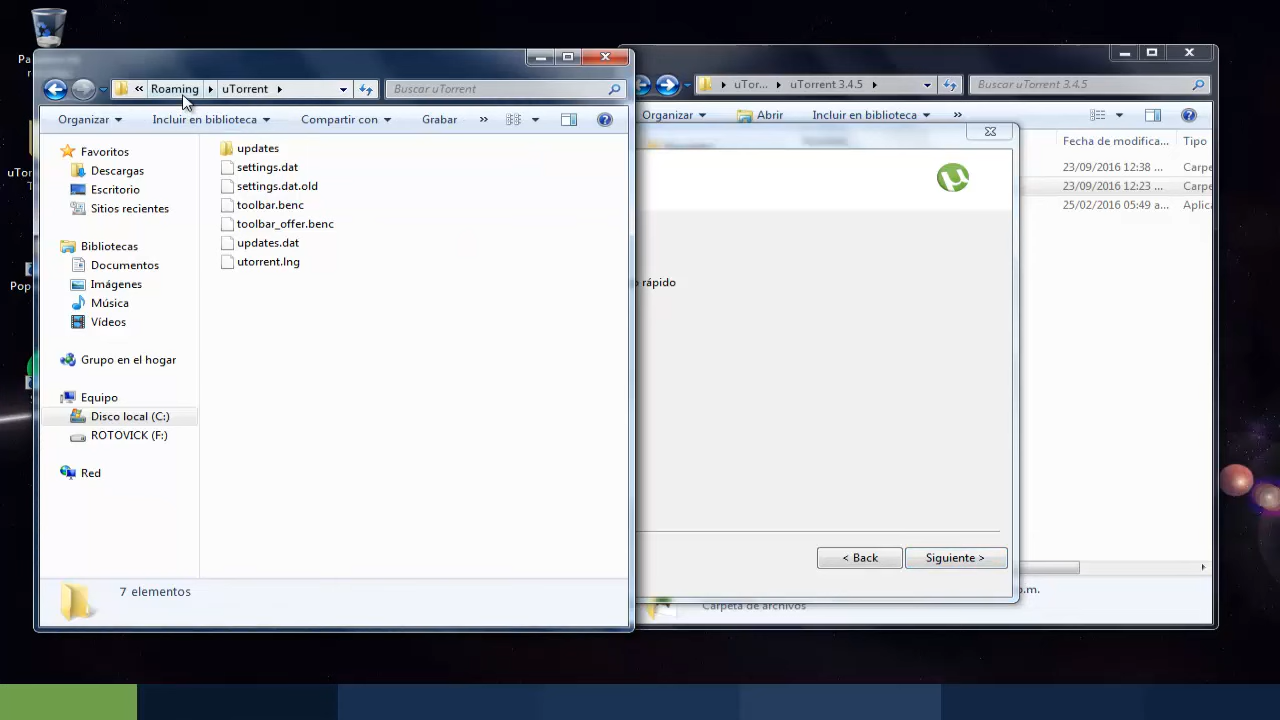 Roaming
uTorrent
Buscar uTorrent
Organizar
Incluir en biblioteca
Compartir con
Grabar
»
Favoritos
Descargas
Escritorio
Sitios recientes
Bibliotecas
Documentos
Imágenes
Música
Vídeos
Grupo en el hogar
Equipo
Disco local (C:)
ROTOVICK (F:)
Red
updates
settings.dat
settings.dat.old
toolbar.benc
toolbar_offer.benc
updates.dat
utorrent.lng
7 elementos
uTor...
uTorrent 3.4.5
Buscar uTorrent 3.4.5
Organizar
Abrir
Incluir en biblioteca
»
Fecha de modifica...
Tipo
23/09/2016 12:38 ...
Carpe
23/09/2016 12:23 ...
Carpe
25/02/2016 05:49 a...
Aplic
rápido
< Back
Siguiente >
p.m.
Carpeta de archivos